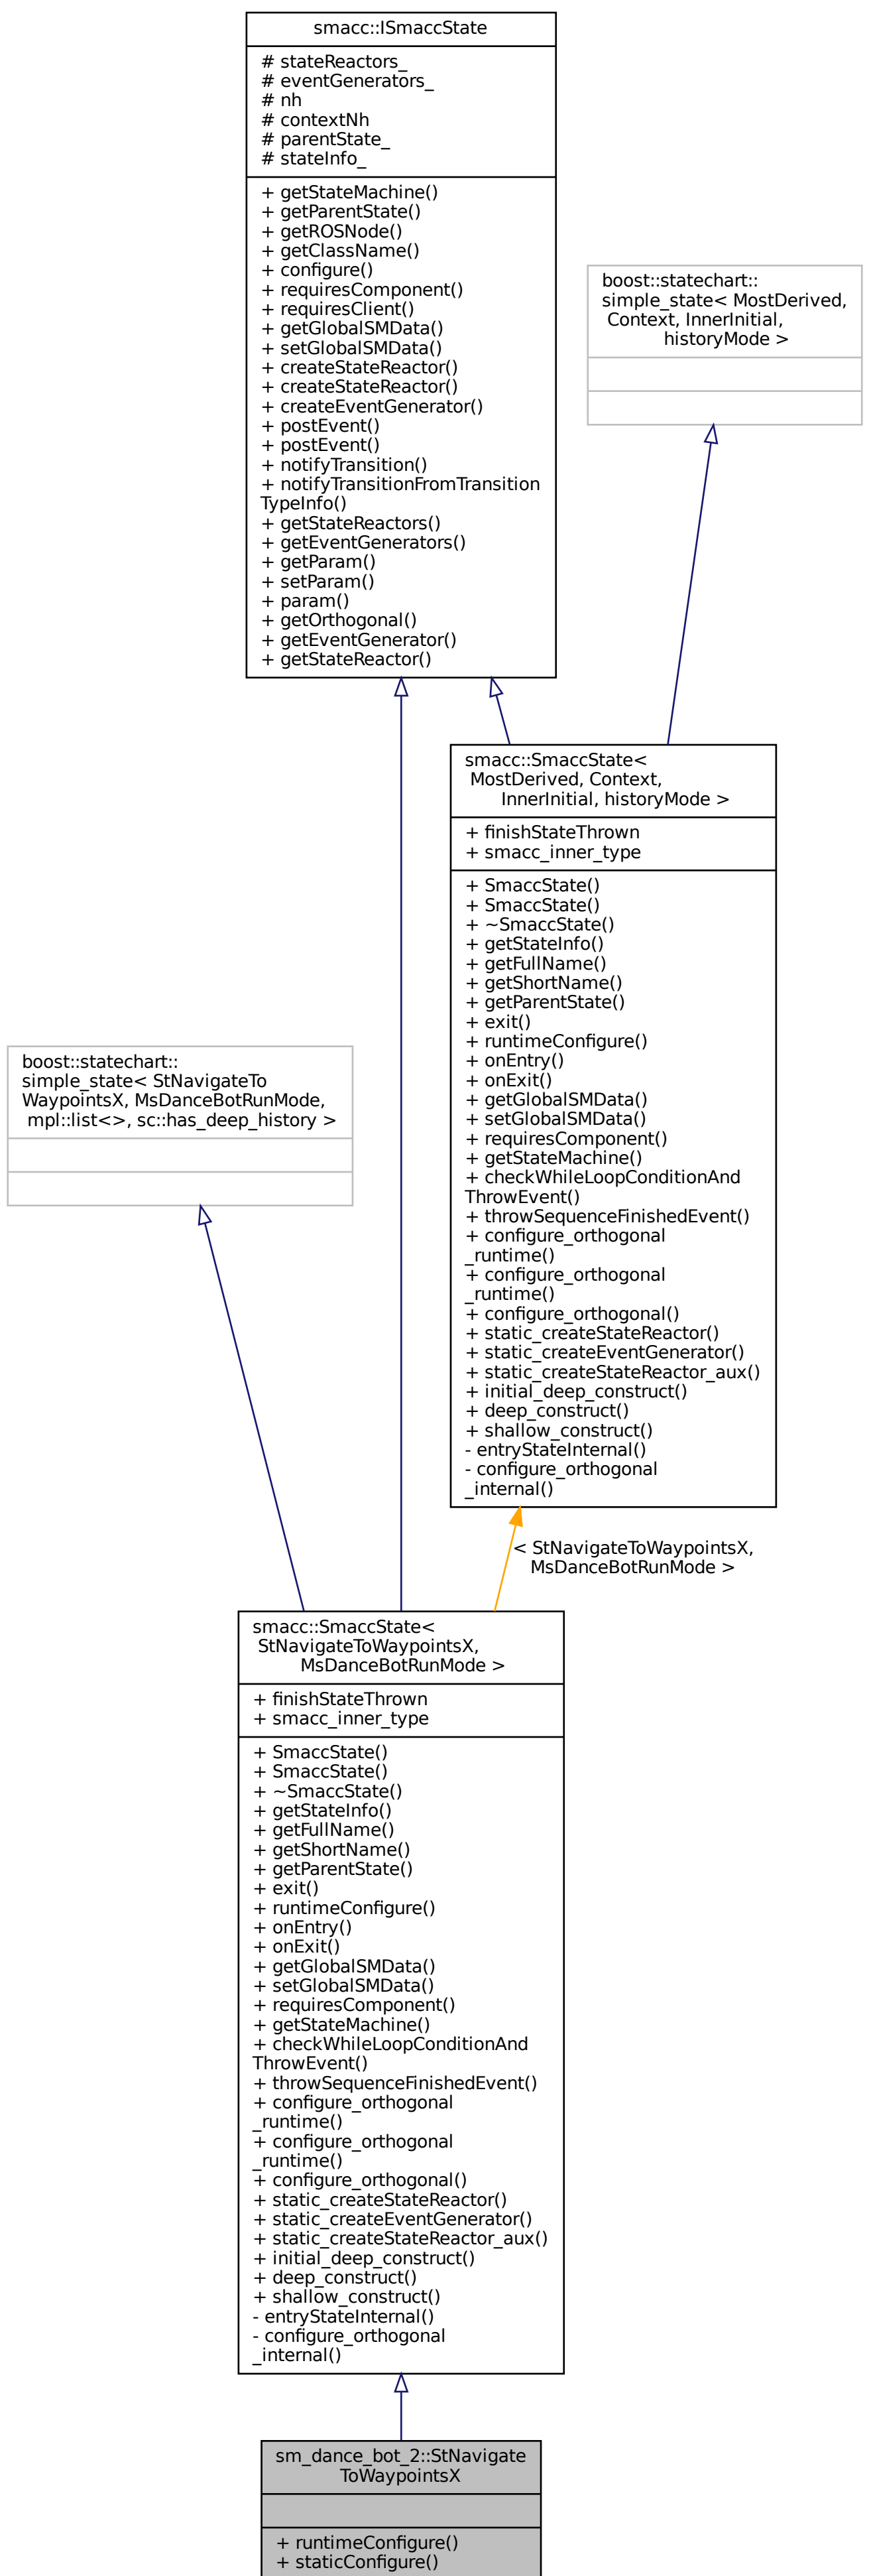 smacc::ISmaccState
# stateReactors_
# eventGenerators_
# nh
# contextNh
# parentState_
# stateInfo_
+ getStateMachine()
+ getParentState()
+ getROSNode()
+ getClassName()
+ configure()
+ requiresComponent()
+ requiresClient()
+ getGlobalSMData()
+ setGlobalSMData()
+ createStateReactor()
+ createStateReactor()
+ createEventGenerator()
+ postEvent()
+ postEvent()
+ notifyTransition()
+ notifyTransitionFromTransition
TypeInfo()
+ getStateReactors()
+ getEventGenerators()
+ getParam()
+ setParam()
+ param()
+ getOrthogonal()
+ getEventGenerator()
+ getStateReactor()
boost::statechart::
simple_state< MostDerived,
Context, InnerInitial,
historyMode >
smacc::SmaccState<
MostDerived, Context,
InnerInitial, historyMode >
+ finishStateThrown
+ smacc_inner_type
+ SmaccState()
+ SmaccState()
+ ~SmaccState()
+ getStateInfo()
+ getFullName()
+ getShortName()
+ getParentState()
+ exit()
+ runtimeConfigure()
+ onEntry()
+ onExit()
+ getGlobalSMData()
+ setGlobalSMData()
+ requiresComponent()
+ getStateMachine()
+ checkWhileLoopConditionAnd
ThrowEvent()
+ throwSequenceFinishedEvent()
+ configure_orthogonal
_runtime()
+ configure_orthogonal
_runtime()
+ configure_orthogonal()
+ static_createStateReactor()
+ static_createEventGenerator()
+ static_createStateReactor_aux()
+ initial_deep_construct()
+ deep_construct()
+ shallow_construct()
- entryStateInternal()
- configure_orthogonal
_internal()
boost::statechart::
simple_state< StNavigateTo
WaypointsX, MsDanceBotRunMode,
mpl::list<>, sc::has_deep_history >
< StNavigateToWaypointsX,
MsDanceBotRunMode >
smacc::SmaccState<
StNavigateToWaypointsX,
MsDanceBotRunMode >
+ finishStateThrown
+ smacc_inner_type
+ SmaccState()
+ SmaccState()
+ ~SmaccState()
+ getStateInfo()
+ getFullName()
+ getShortName()
+ getParentState()
+ exit()
+ runtimeConfigure()
+ onEntry()
+ onExit()
+ getGlobalSMData()
+ setGlobalSMData()
+ requiresComponent()
+ getStateMachine()
+ checkWhileLoopConditionAnd
ThrowEvent()
+ throwSequenceFinishedEvent()
+ configure_orthogonal
_runtime()
+ configure_orthogonal
_runtime()
+ configure_orthogonal()
+ static_createStateReactor()
+ static_createEventGenerator()
+ static_createStateReactor_aux()
+ initial_deep_construct()
+ deep_construct()
+ shallow_construct()
- entryStateInternal()
- configure_orthogonal
_internal()
sm_dance_bot_2::StNavigate
ToWaypointsX
+ runtimeConfigure()
+ staticConfigure()